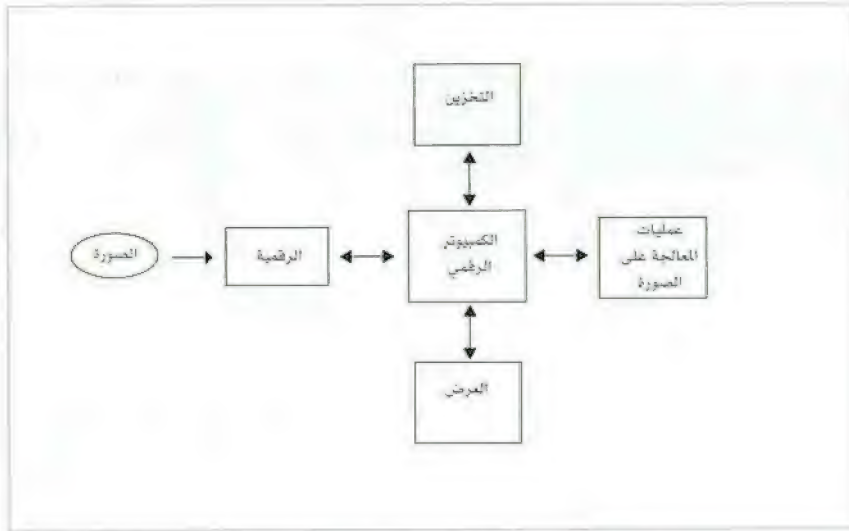 التخزين
الصورة
الرقمية
الكمبيوتر
الرقمي
عمليات
المعالجة على
الصورة
العرض